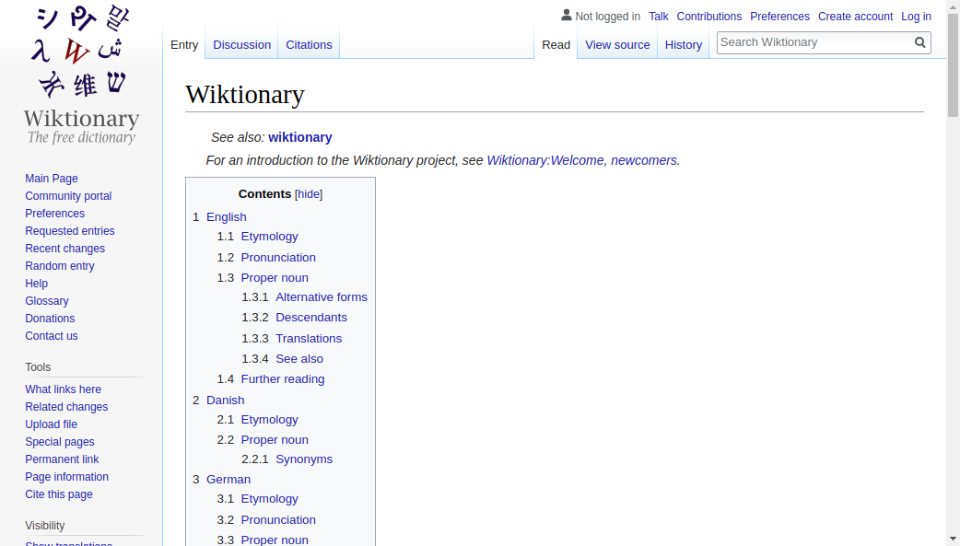 シ 말
λ W ش
维 ש
Wiktionary
The free dictionary
Main Page
Community portal
Preferences
Requested entries
Recent changes
Random entry
Help
Glossary
Donations
Contact us
Tools
What links here
Related changes
Upload file
Special pages
Permanent link
Page information
Cite this page
Visibility
Show translations
Not logged in Talk Contributions Preferences Create account Log in
Entry Discussion Citations Read View source History Search Wiktionary
Wiktionary
See also: wiktionary
For an introduction to the Wiktionary project, see Wiktionary:Welcome, newcomers.
Contents [hide]
1 English
1.1 Etymology
1.2 Pronunciation
1.3 Proper noun
1.3.1 Alternative forms
1.3.2 Descendants
1.3.3 Translations
1.3.4 See also
1.4 Further reading
2 Danish
2.1 Etymology
2.2 Proper noun
2.2.1 Synonyms
3 German
3.1 Etymology
3.2 Pronunciation
3.3 Proper noun